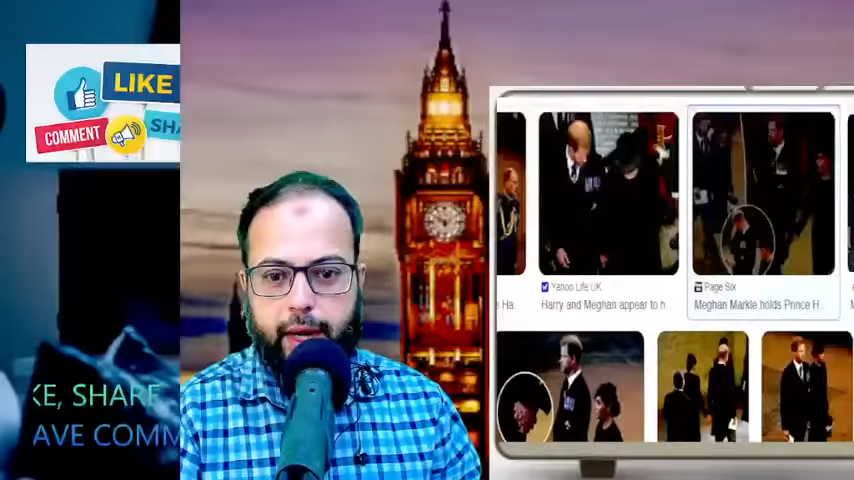 LIKE
COMMENT
SHA
KE, SHARE
AVE COMM
e Ha.
Yahoo Life UK
Harry and Meghan appear to h.
Page Six
Meghan Markle holds Prince H.